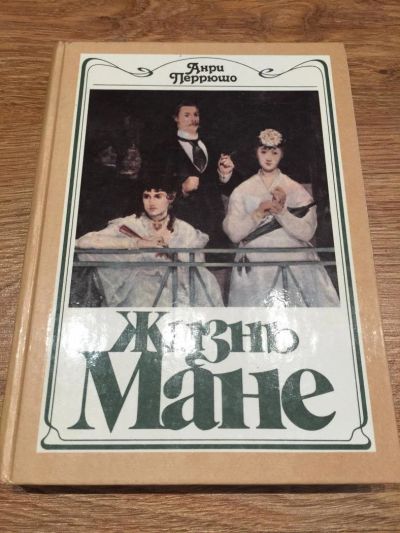 Анри
Перрюшо
Жизнь
Мане